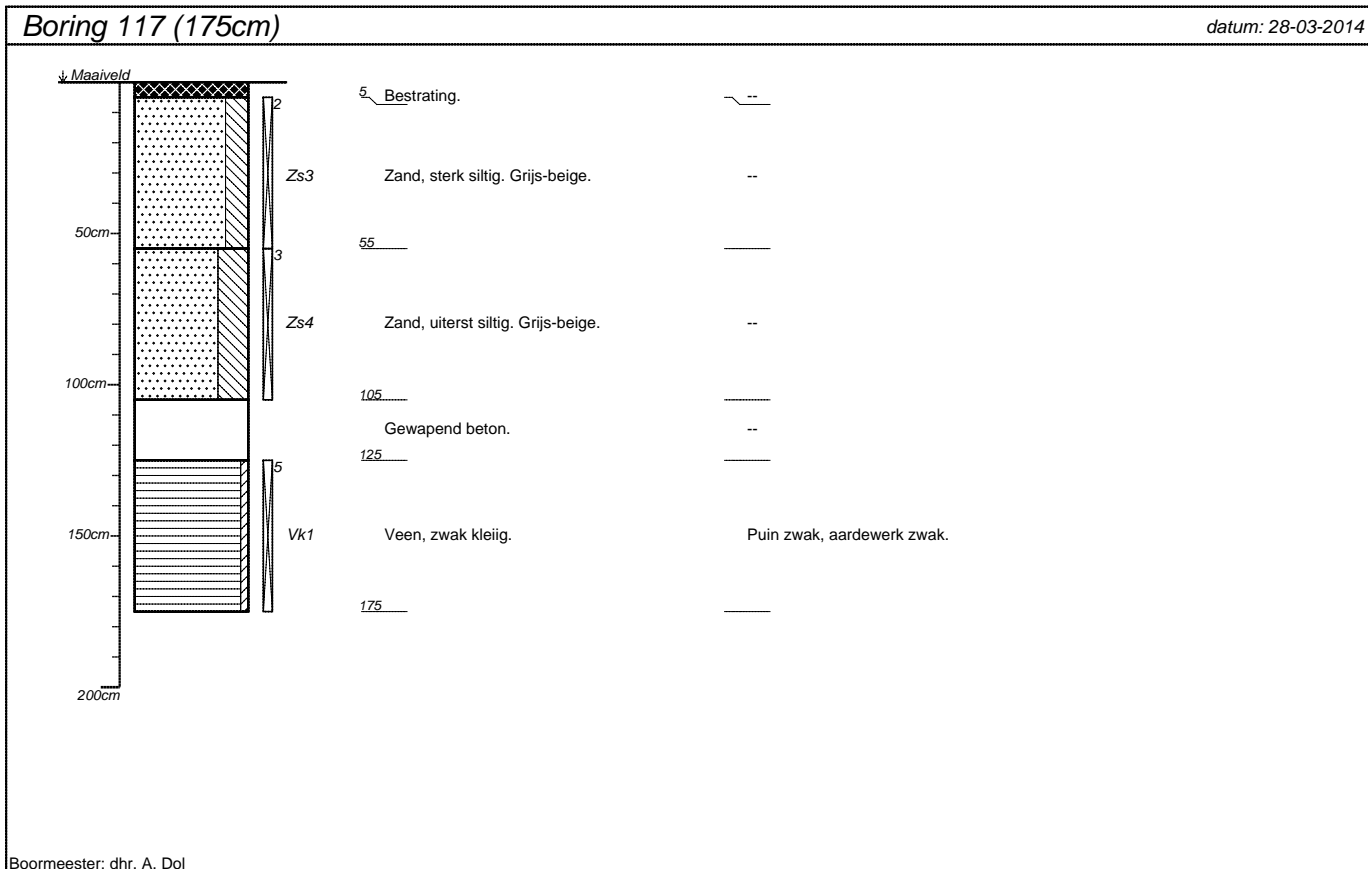 Boring 117 (175cm) datum: 28-03-2014
Maaiveld
5 Bestrating. --
2
Zs3 Zand, sterk siltig. Grijs-beige. --
50cm 55
3
Zs4 Zand, uiterst siltig. Grijs-beige. --
100cm 105
Gewapend beton. --
125
5
150cm Vk1 Veen, zwak kleiig. Puin zwak, aardewerk zwak.
175
200cm
Boormeester: dhr. A. Dol